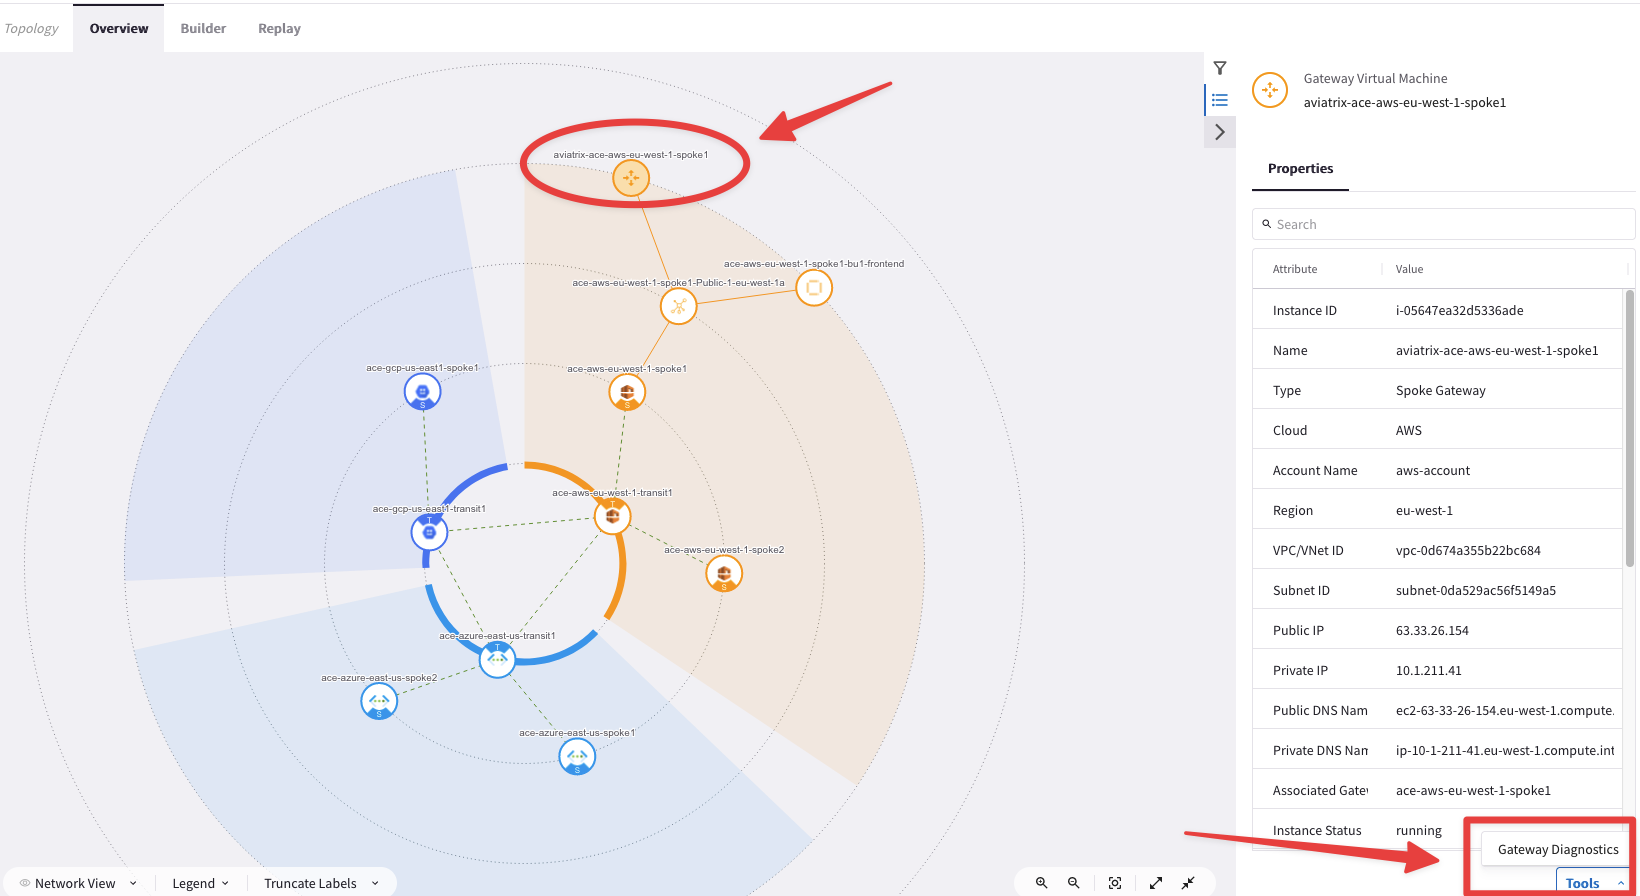 Topology
Overview
Builder
Replay
aviatrix-ace-aws-eu-west-1-spoke1
ace-aws-eu-west-1-spoke1-bu1-frontend
ace-aws-eu-west-1-spoke1-Public-1-eu-west-1a
ace-gcp-us-east1-spoke1
ace-aws-eu-west-1-spoke1
S
S
ace-aws-eu-west-1-transit1
T
ace-gcp-us-east1-transit1
T
ace-aws-eu-west-1-spoke2
S
ace-azure-east-us-transit1
T
ace-azure-east-us-spoke2
S
ace-azure-east-us-spoke1
S
Network View
Legend
Truncate Labels
Gateway Virtual Machine
aviatrix-ace-aws-eu-west-1-spoke1
Properties
Search
Attribute Value
Instance ID i-05647ea32d5336ade
Name aviatrix-ace-aws-eu-west-1-spoke1
Type Spoke Gateway
Cloud AWS
Account Name aws-account
Region eu-west-1
VPC/VNet ID vpc-0d674a355b22bc684
Subnet ID subnet-0da529ac56f5149a5
Public IP 63.33.26.154
Private IP 10.1.211.41
Public DNS Nam ec2-63-33-26-154.eu-west-1.compute.
Private DNS Nam ip-10-1-211-41.eu-west-1.compute.int
Associated Gatew ace-aws-eu-west-1-spoke1
Instance Status running
Gateway Diagnostics
Tools